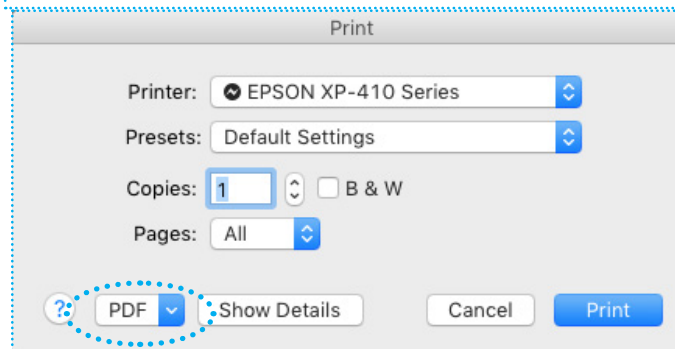 Print
Printer: EPSON XP-410 Series
Presets: Default Settings
Copies: 1 B & W
Pages: All
? PDF Show Details Cancel Print